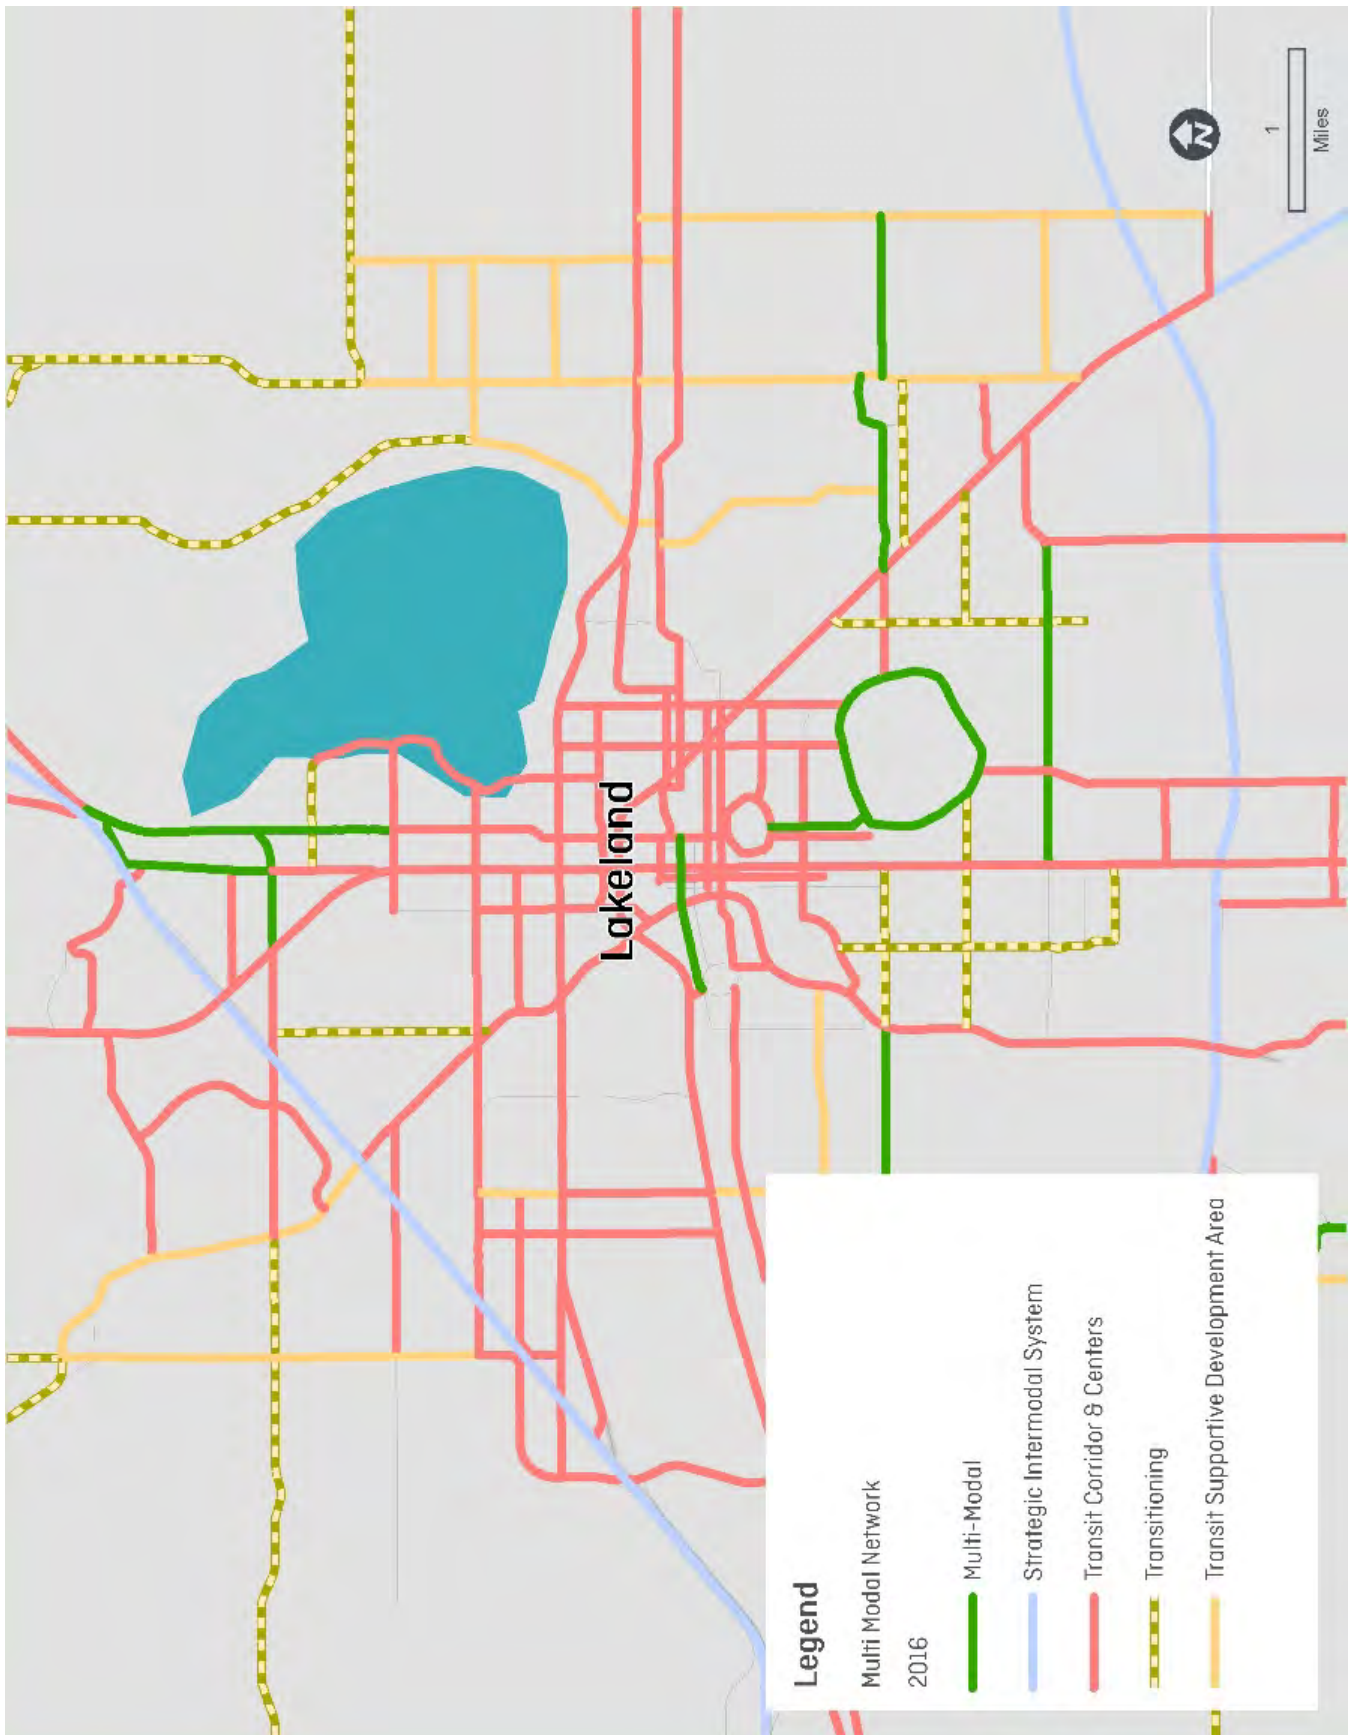 Lakeland
N
1
Miles
Legend
Multi Modal Network
2016
Multi-Modal
Strategic Intermodal System
Transit Corridor & Centers
Transitioning
Transit Supportive Development Area